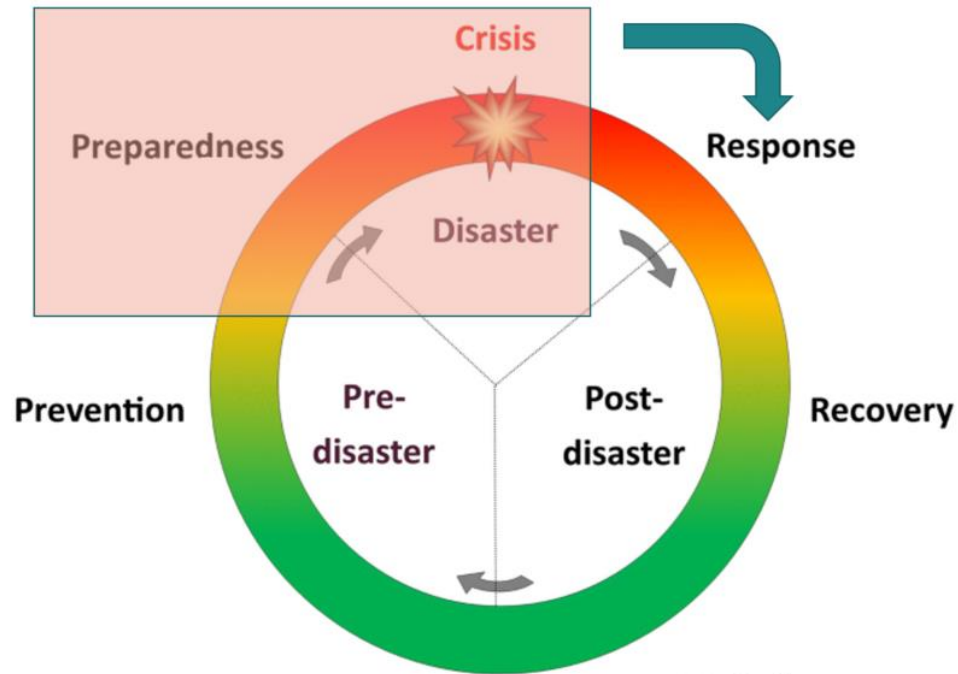 Crisis
Preparedness
Response
Disaster
Prevention
Pre-
disaster
Post-
disaster
Recovery